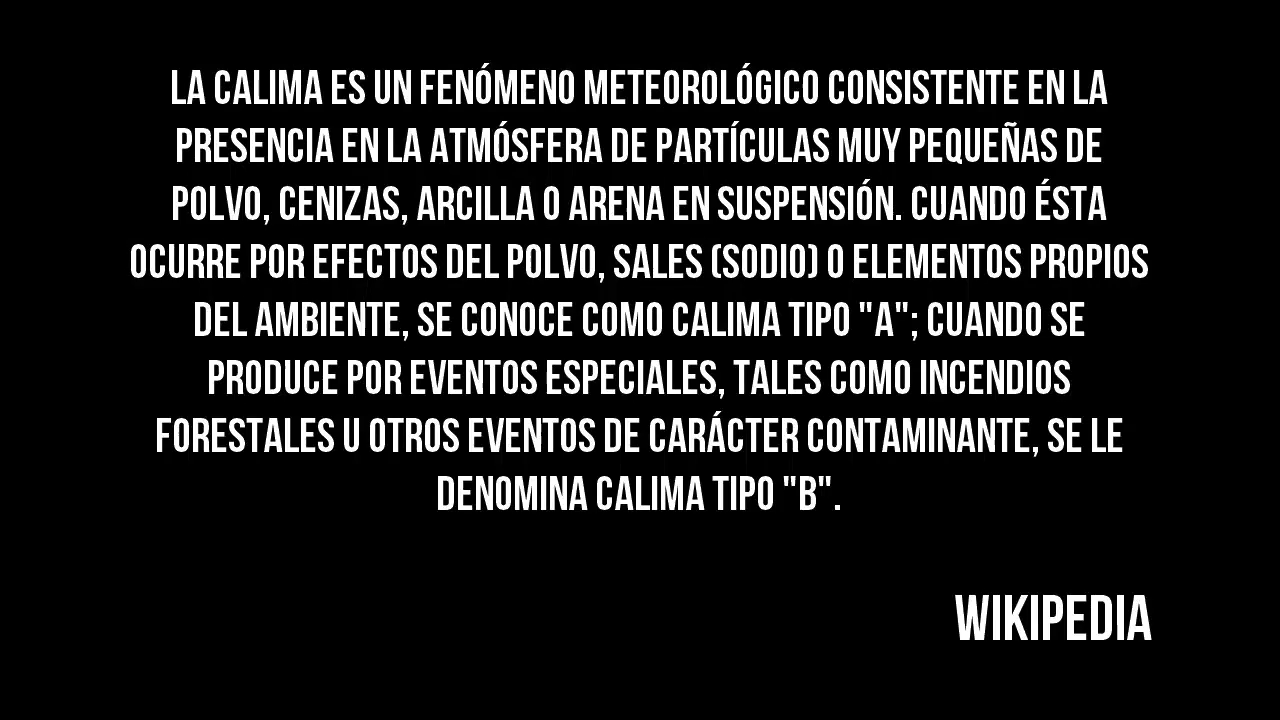 LA CALIMA ES UN FENÓMENO METEOROLÓGICO CONSISTENTE EN LA
PRESENCIA EN LA ATMÓSFERA DE PARTÍCULAS MUY PEQUEÑAS DE
POLVO, CENIZAS, ARCILLA O ARENA EN SUSPENSIÓN. CUANDO ÉSTA
OCURRE POR EFECTOS DEL POLVO, SALES (SODIO) O ELEMENTOS PROPIOS
DEL AMBIENTE, SE CONOCE COMO CALIMA TIPO "A"; CUANDO SE
PRODUCE POR EVENTOS ESPECIALES, TALES COMO INCENDIOS
FORESTALES U OTROS EVENTOS DE CARÁCTER CONTAMINANTE, SE LE
DENOMINA CALIMA TIPO "B".
WIKIPEDIA